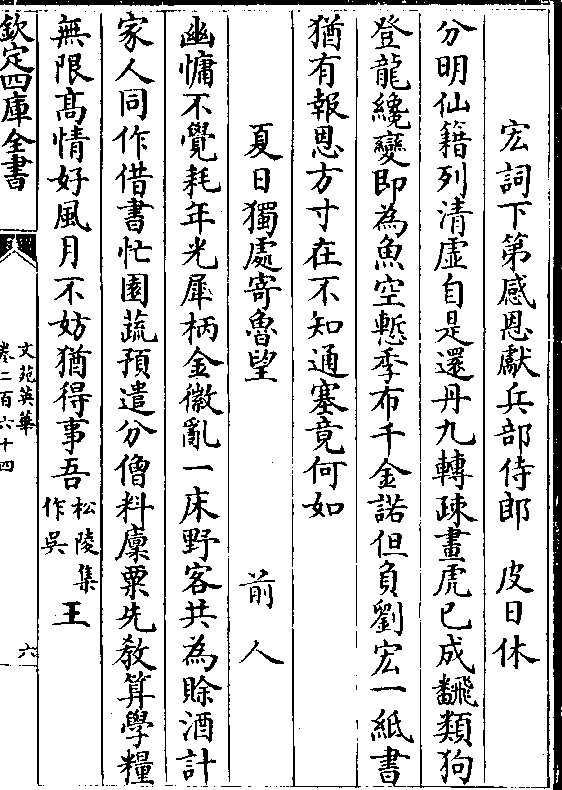 宏詞下第感恩獻兵部侍郎 皮日休
分明仙籍列清虛自是還丹九轉疎畫虎已成翻類狗
登龍纔變即為魚空慙季布千金諾但負劉宏一紙書
猶有報恩方寸在不知通塞竟何如
夏日獨處寄魯望 前人
幽慵不覺耗年光犀柄金徽亂一床野客共為賒酒計
家人同作借書忙園蔬預遣分僧料廩粟先教算學糧
無限高情好風月不妨猶得事吾松陵集作吳王
欽定四庫全書
文苑英華
卷二百六十四
六